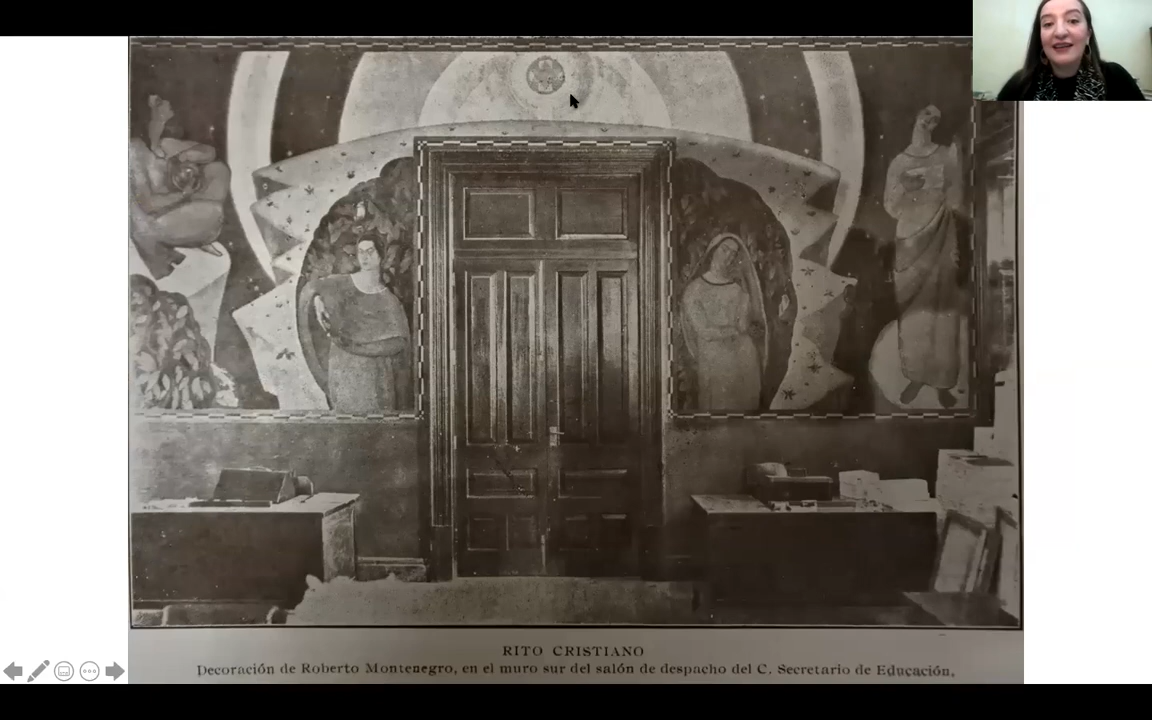 RITO CRISTIANO
Decoración de Roberto Montenegro, en el muro sur del salón de despacho del C. Secretario de Educación,